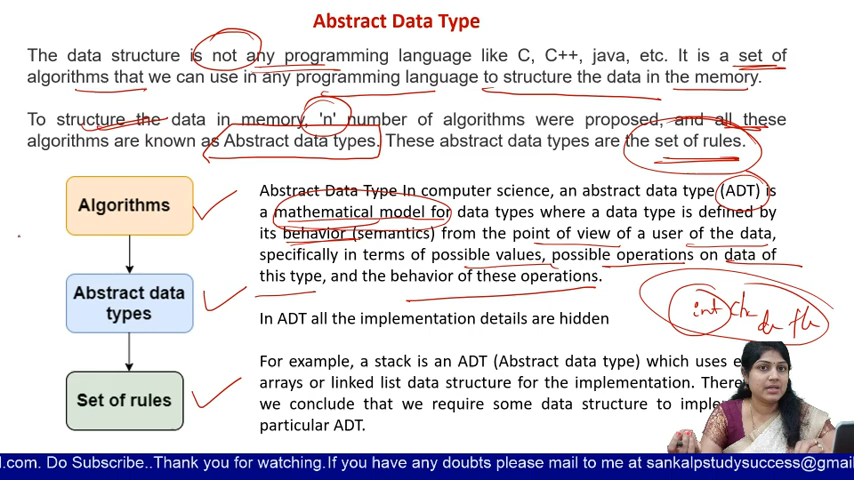 Abstract Data Type
The data structure is not any programming language like C, C++, java, etc. It is a set of
algorithms that we can use in any programming language to structure the data in the memory.
To structure the data in memory, 'n' number of algorithms were proposed, and all these
algorithms are known as Abstract data types. These abstract data types are the set of rules.
Algorithms
Abstract data
types
Set of rules
Abstract Data Type In computer science, an abstract data type (ADT) is
a mathematical model for data types where a data type is defined by
its behavior (semantics) from the point of view of a user of the data,
specifically in terms of possible values, possible operations on data of
this type, and the behavior of these operations.
int
In ADT all the implementation details are hidden
For example, a stack is an ADT (Abstract data type) which uses
arrays or linked list data structure for the implementation.
we conclude that we require some data structure to
particular ADT.
l.com. Do Subscribe..Thank you for watching.If you have any doubts please mail to me at sankalpstudysuccess@gmai